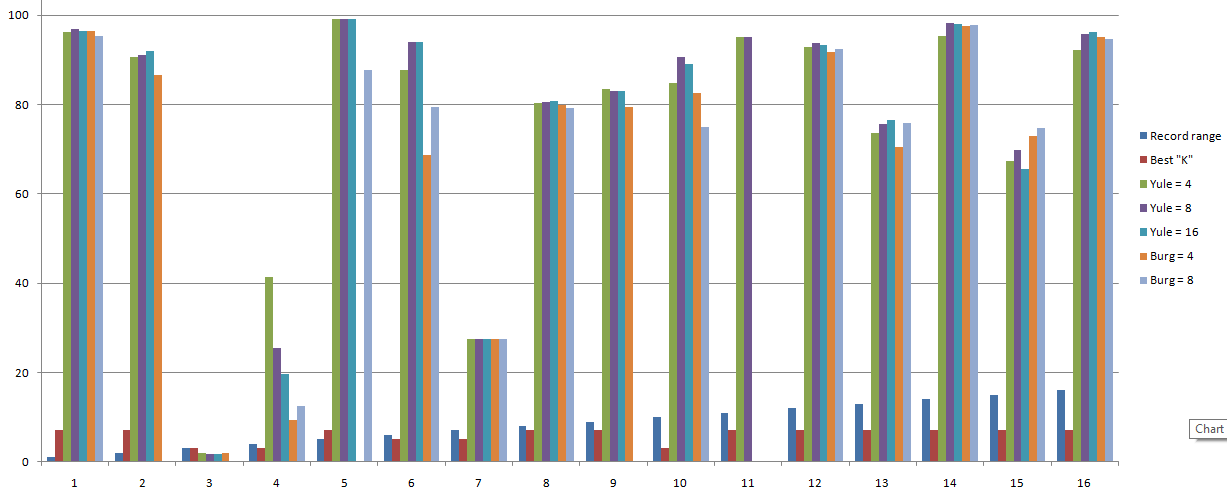 100
80
60
40
20
0
1 2 3 4 5 6 7 8 9 10 11 12 13 14 15 16
Record range
Best "K"
Yule = 4
Yule = 8
Yule = 16
Burg = 4
Burg = 8
Chart